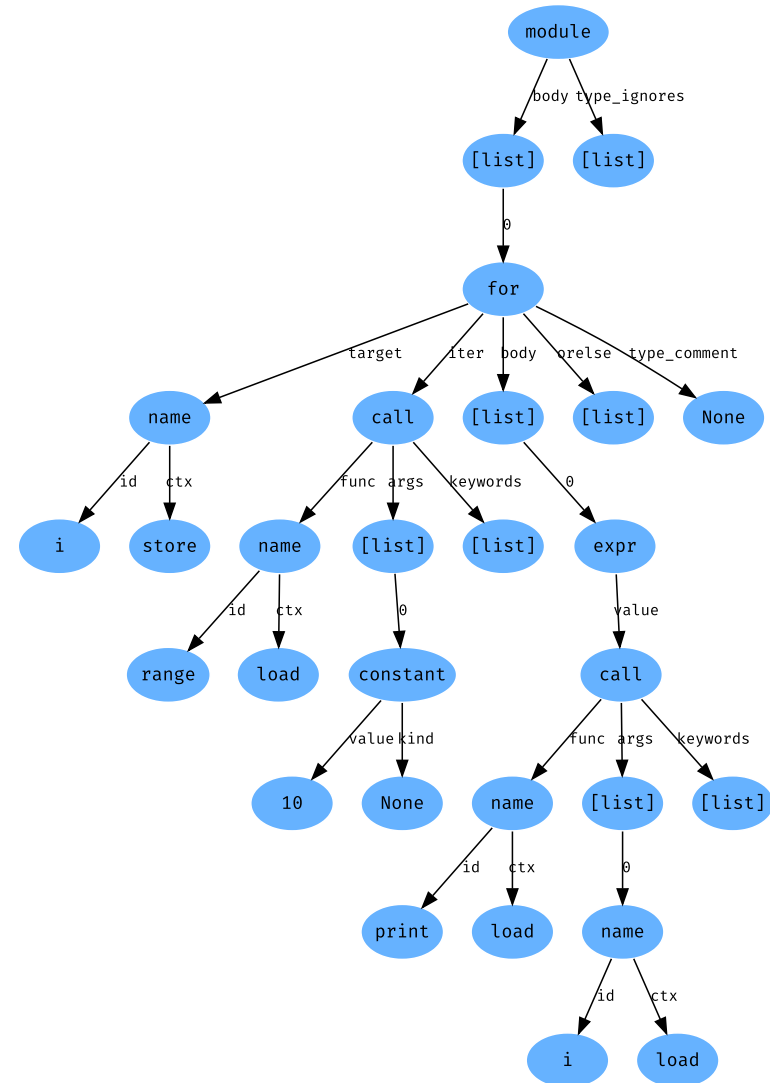 module
body type_ignores
[list] [list]
0
for
target iter body orelse type_comment
name call [list] [list] None
id ctx func args keywords 0
i store name [list] [list] expr
id ctx 0 value
range load constant call
value kind func args keywords
10 None name [list] [list]
id ctx 0
print load name
id ctx
i load